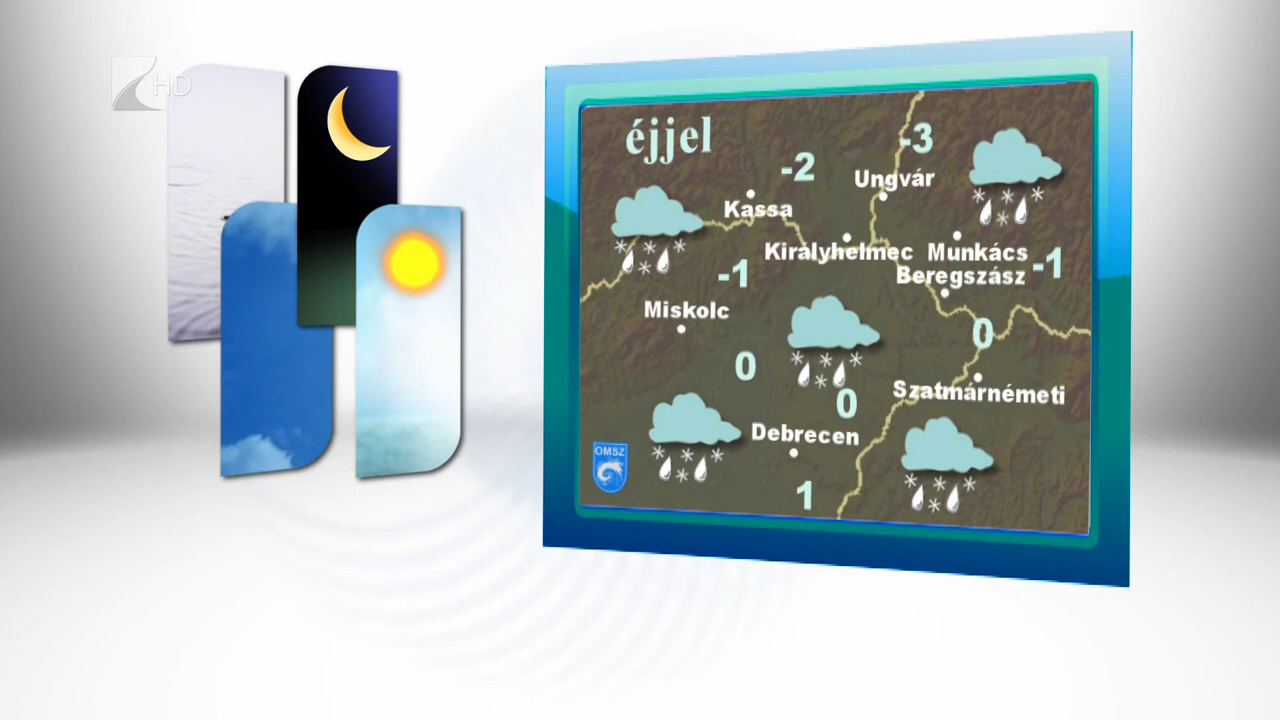 HD
éjjel
-3
-2
Ungvár
Kassa
Királyhelmec
Munkács
-1
-1
Beregszász
Miskolc
0
0
Szatmárnémeti
0
Debrecen
OMSZ
1